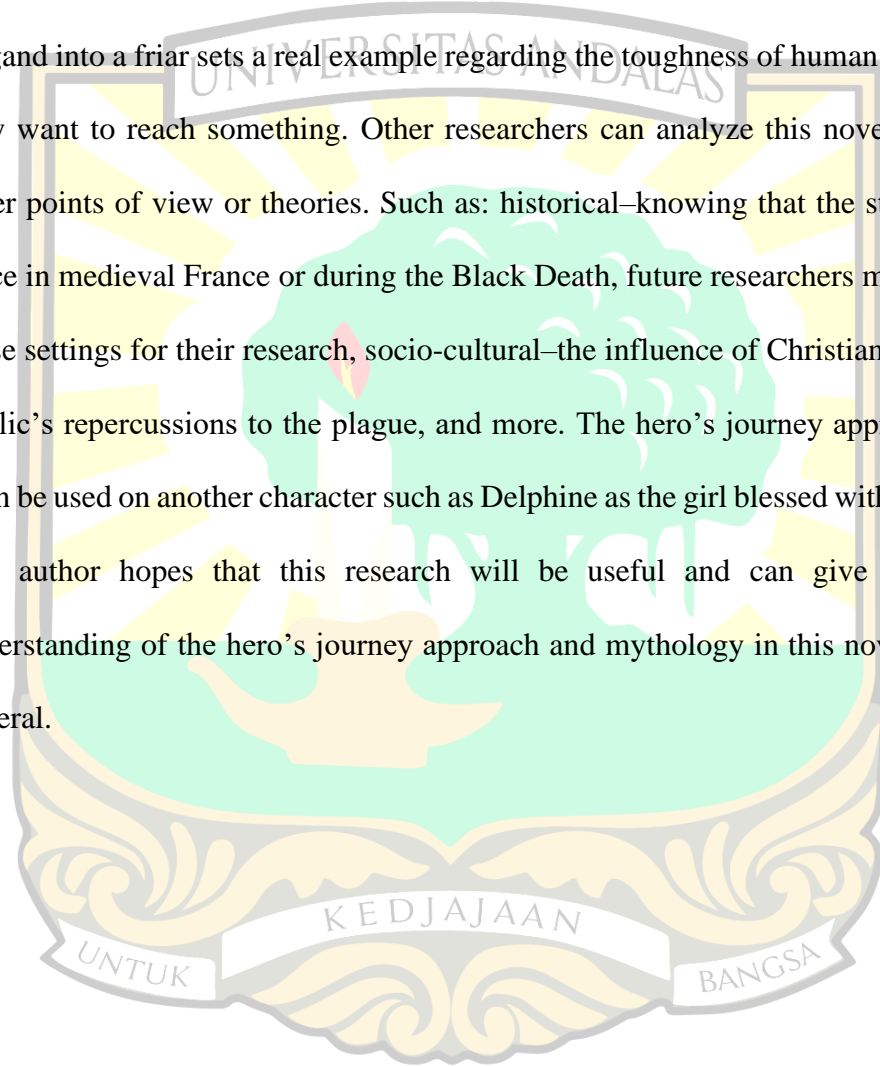 gand into a friar sets a real example regarding the toughness of human
UNIVERSITAS ANDALAS
want to reach something. Other researchers can analyze this nove
er points of view or theories. Such as: historical–knowing that the s
ce in medieval France or during the Black Death, future researchers m
se settings for their research, socio-cultural–the influence of Christian
lic’s repercussions to the plague, and more. The hero’s journey app
n be used on another character such as Delphine as the girl blessed with
author hopes that this research will be useful and can give
erstanding of the hero’s journey approach and mythology in this nov
eral.
KEDJAJAAN
UNTUK
BANGSA